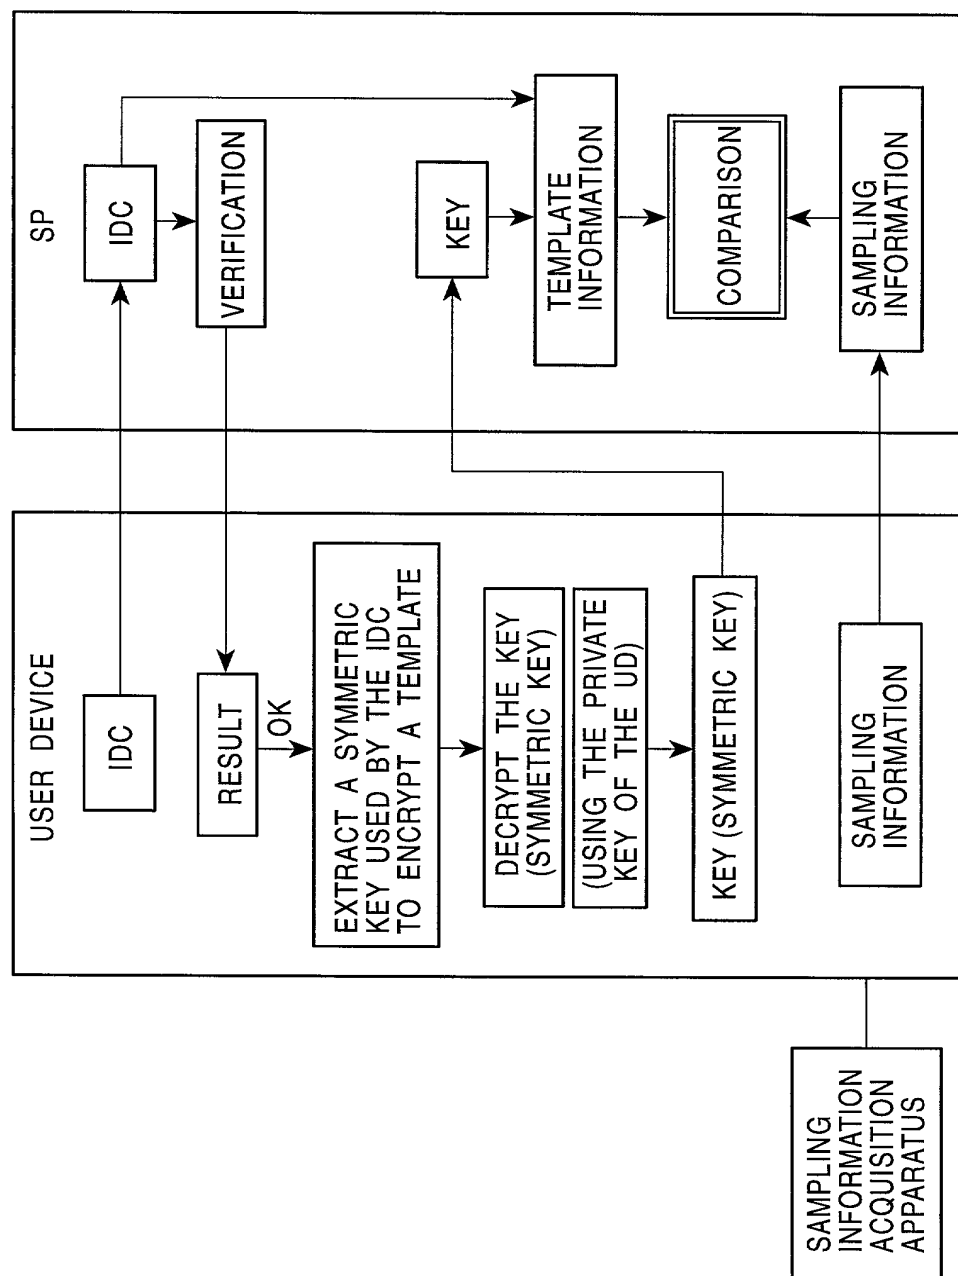 USER DEVICE
SP
IDC
IDC
VERIFICATION
RESULT
OK
EXTRACT A SYMMETRIC
KEY USED BY THE IDC
TO ENCRYPT A TEMPLATE
DECRYPT THE KEY
(SYMMETRIC KEY)
(USING THE PRIVATE
KEY OF THE UD)
KEY (SYMMETRIC KEY)
KEY
TEMPLATE
INFORMATION
COMPARISON
SAMPLING
INFORMATION
SAMPLING
INFORMATION
SAMPLING
INFORMATION
ACQUISITION
APPARATUS